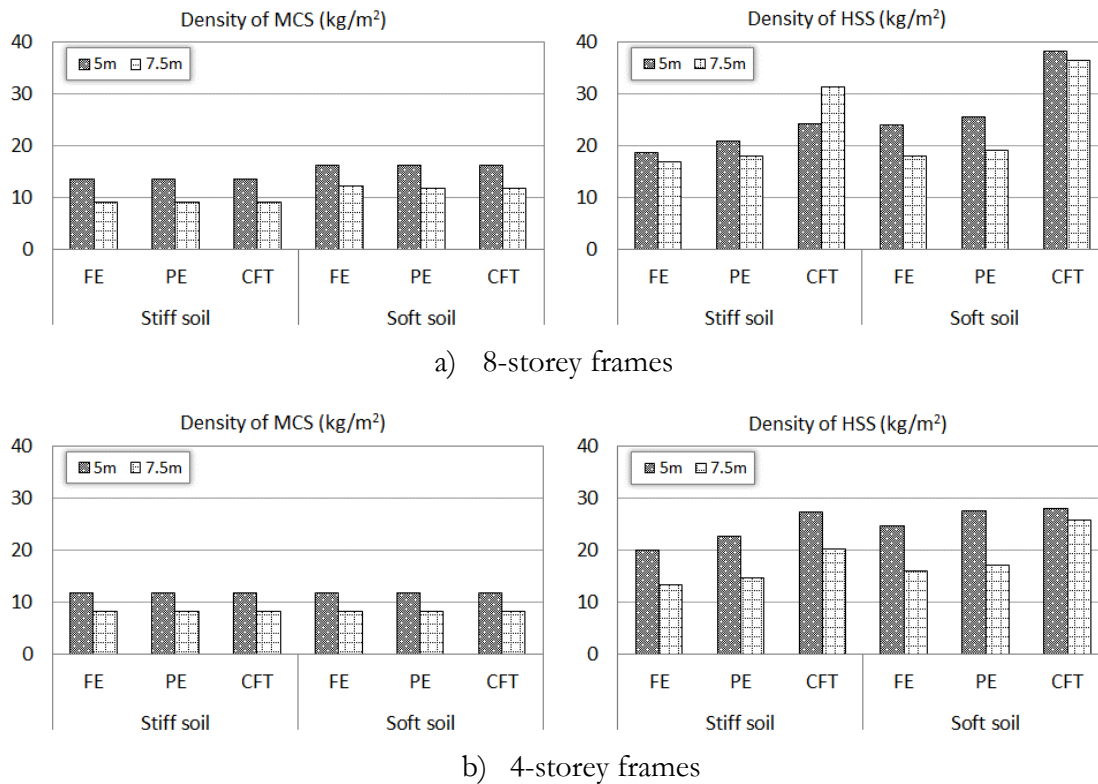 Density of MCS (kg/m²)
40
30
20
10
0
5m 7.5m
FE PE CFT FE PE CFT
Stiff soil Soft soil
Density of HSS (kg/m²)
40
30
20
10
0
5m 7.5m
FE PE CFT FE PE CFT
Stiff soil Soft soil
a) 8-storey frames
Density of MCS (kg/m²)
40
30
20
10
0
5m 7.5m
FE PE CFT FE PE CFT
Stiff soil Soft soil
Density of HSS (kg/m²)
40
30
20
10
0
5m 7.5m
FE PE CFT FE PE CFT
Stiff soil Soft soil
b) 4-storey frames